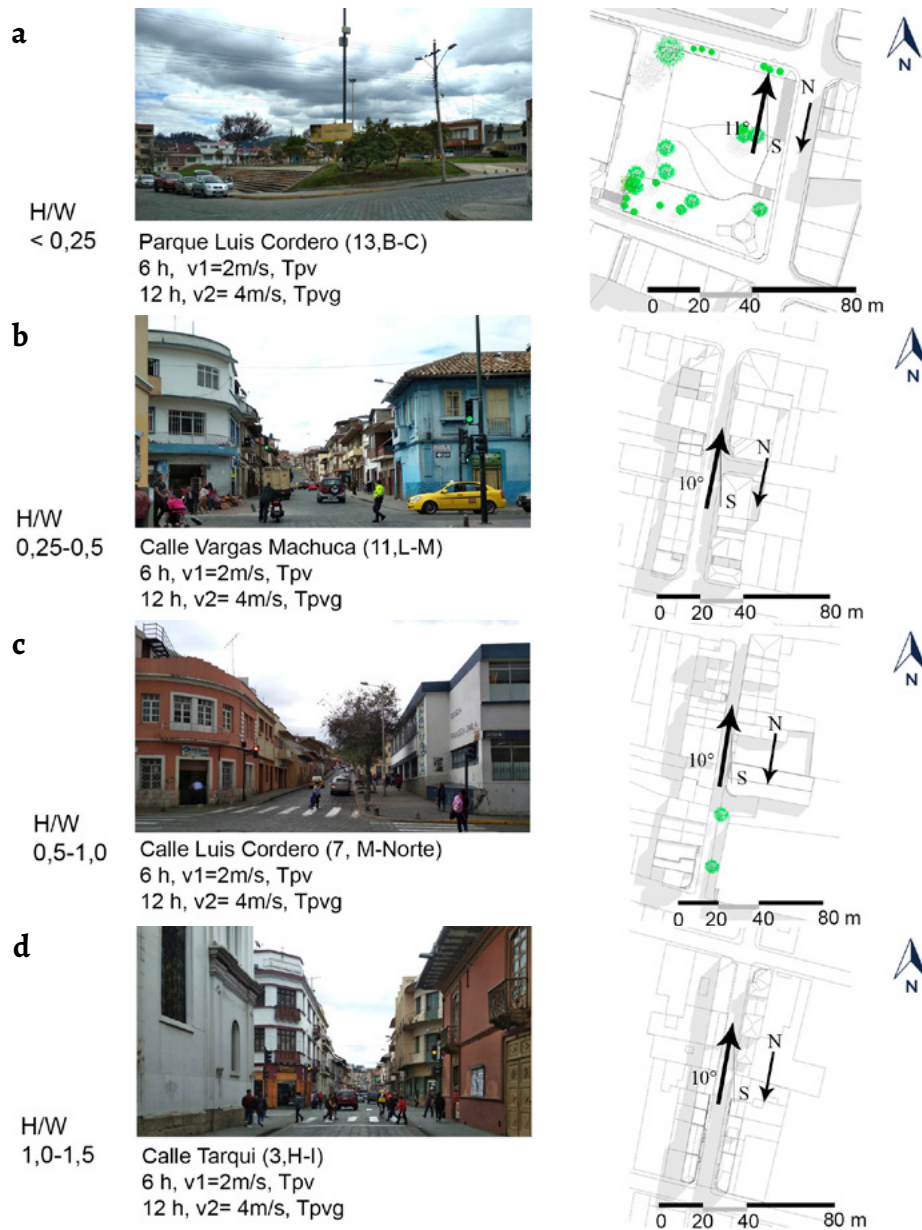 a
H/W
< 0,25
Parque Luis Cordero (13,B-C)
6 h, v1=2m/s, Tpv
12 h, v2= 4m/s, Tpvg
11°
S
N
N
0 20 40 80 m
b
H/W
0,25-0,5
Calle Vargas Machuca (11,L-M)
6 h, v1=2m/s, Tpv
12 h, v2= 4m/s, Tpvg
10°
S
N
N
0 20 40 80 m
c
H/W
0,5-1,0
Calle Luis Cordero (7, M-Norte)
6 h, v1=2m/s, Tpv
12 h, v2= 4m/s, Tpvg
10°
S
N
N
0 20 40 80 m
d
H/W
1,0-1,5
Calle Tarqui (3,H-I)
6 h, v1=2m/s, Tpv
12 h, v2= 4m/s, Tpvg
10°
S
N
N
0 20 40 80 m